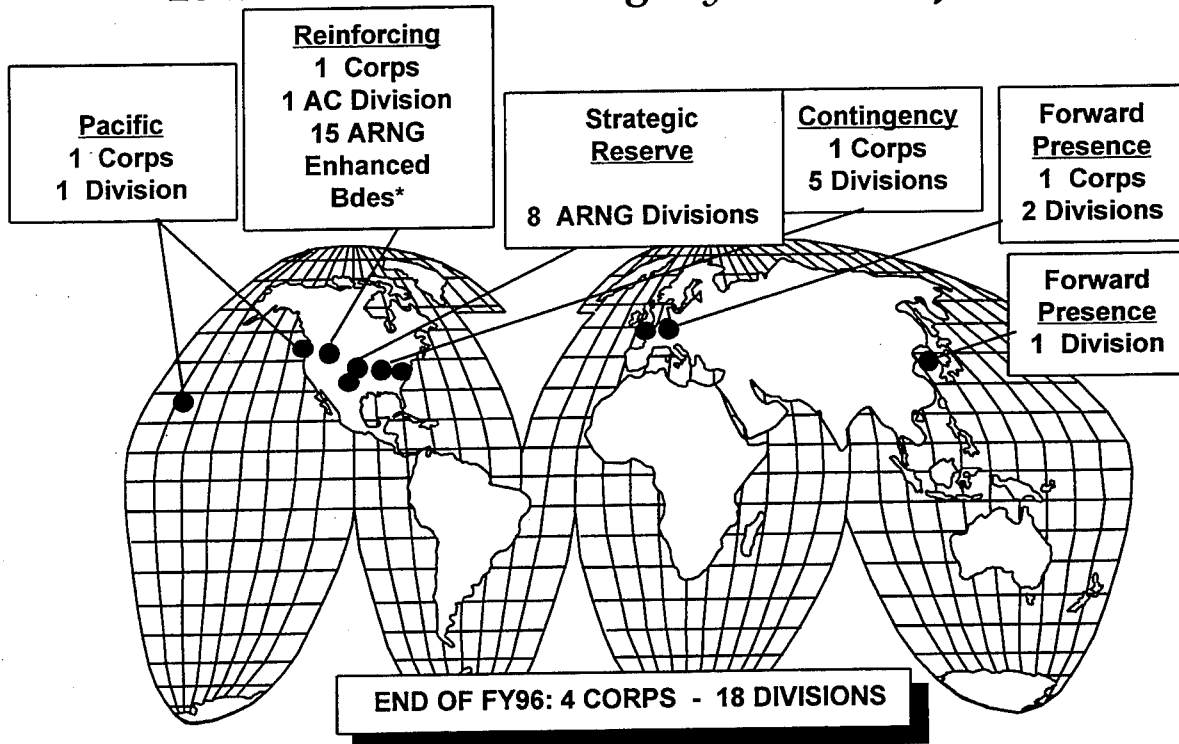 Pacific
1 Corps
1 Division
Reinforcing
1 Corps
1 AC Division
15 ARNG
Enhanced
Bdes*
Strategic
Reserve
8 ARNG Divisions
Contingency
1 Corps
5 Divisions
Forward
Presence
1 Corps
2 Divisions
Forward
Presence
1 Division
END OF FY96: 4 CORPS - 18 DIVISIONS